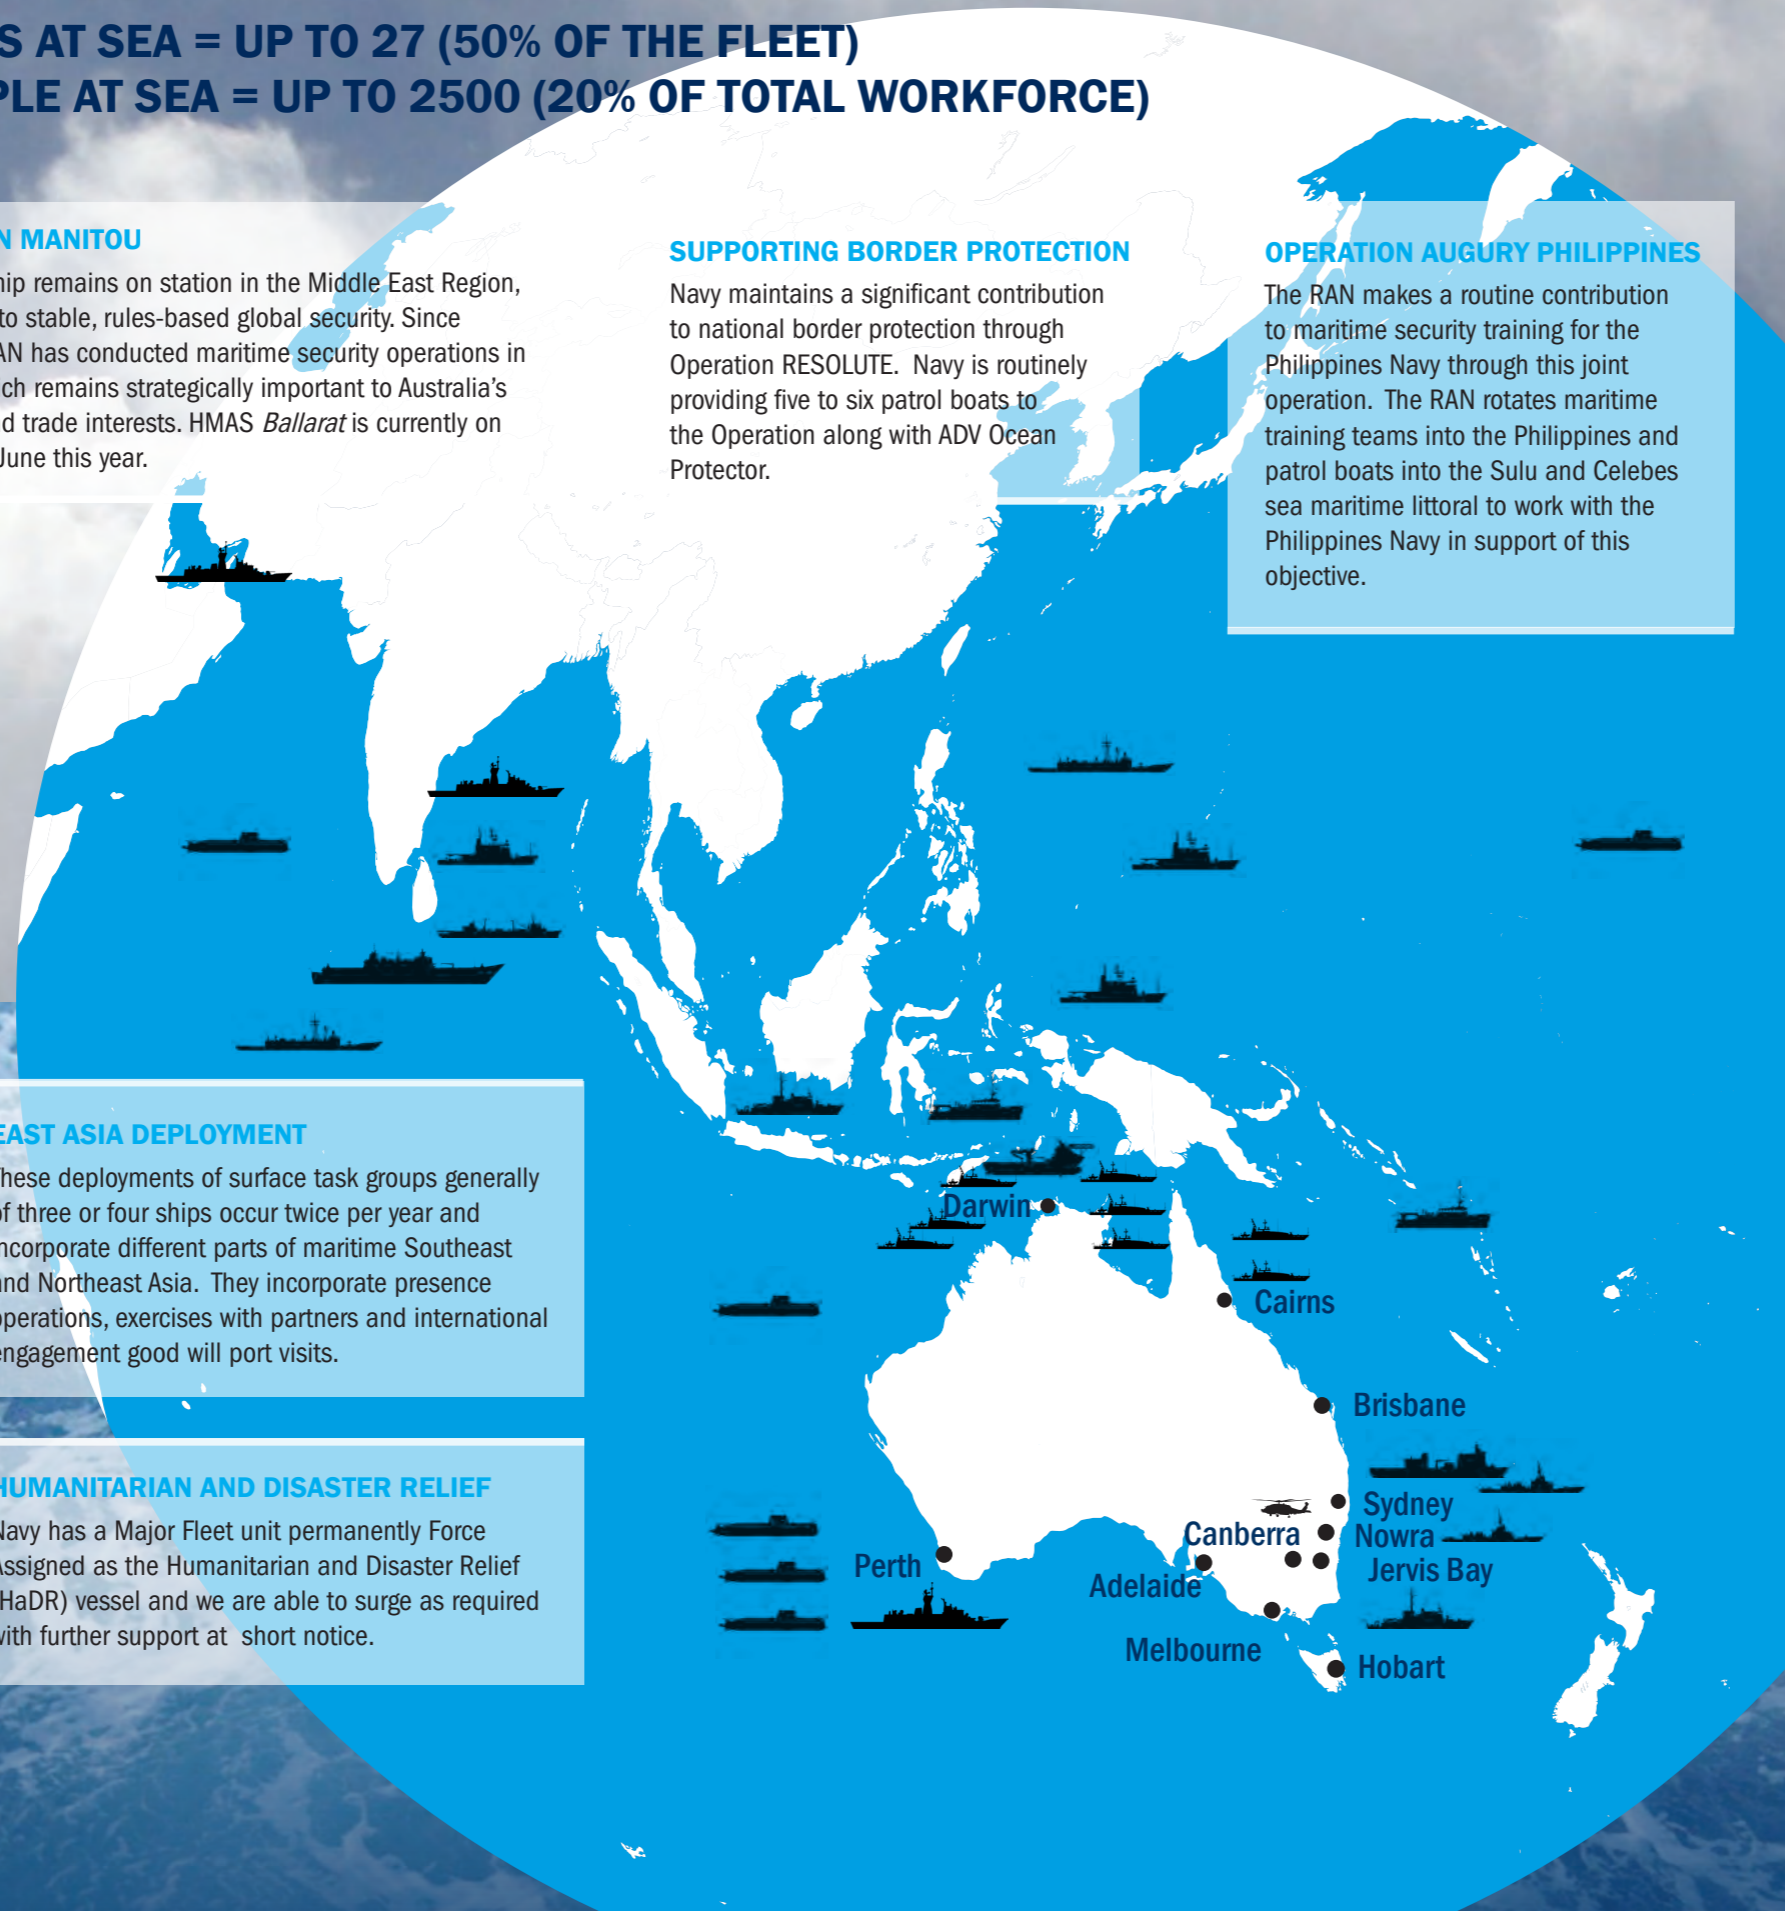 S AT SEA = UP TO 27 (50% OF THE FLEET)
PLE AT SEA = UP TO 2500 (20% OF TOTAL WORKFORCE)
N MANITOU
hip remains on station in the Middle East Region,
to stable, rules-based global security. Since
AN has conducted maritime security operations in
ch remains strategically important to Australia's
d trade interests. HMAS Ballarat is currently on
June this year.
SUPPORTING BORDER PROTECTION
Navy maintains a significant contribution
to national border protection through
Operation RESOLUTE. Navy is routinely
providing five to six patrol boats to
the Operation along with ADV Ocean
Protector.
OPERATION AUGURY PHILIPPINES
The RAN makes a routine contribution
to maritime security training for the
Philippines Navy through this joint
operation. The RAN rotates maritime
training teams into the Philippines and
patrol boats into the Sulu and Celebes
sea maritime littoral to work with the
Philippines Navy in support of this
objective.
EAST ASIA DEPLOYMENT
These deployments of surface task groups generally
of three or four ships occur twice per year and
incorporate different parts of maritime Southeast
and Northeast Asia. They incorporate presence
operations, exercises with partners and international
engagement good will port visits.
HUMANITARIAN AND DISASTER RELIEF
Navy has a Major Fleet unit permanently Force
Assigned as the Humanitarian and Disaster Relief
(HaDR) vessel and we are able to surge as required
with further support at short notice.
Darwin
Cairns
Brisbane
Sydney
Canberra
Nowra
Jervis Bay
Perth
Adelaide
Melbourne
Hobart